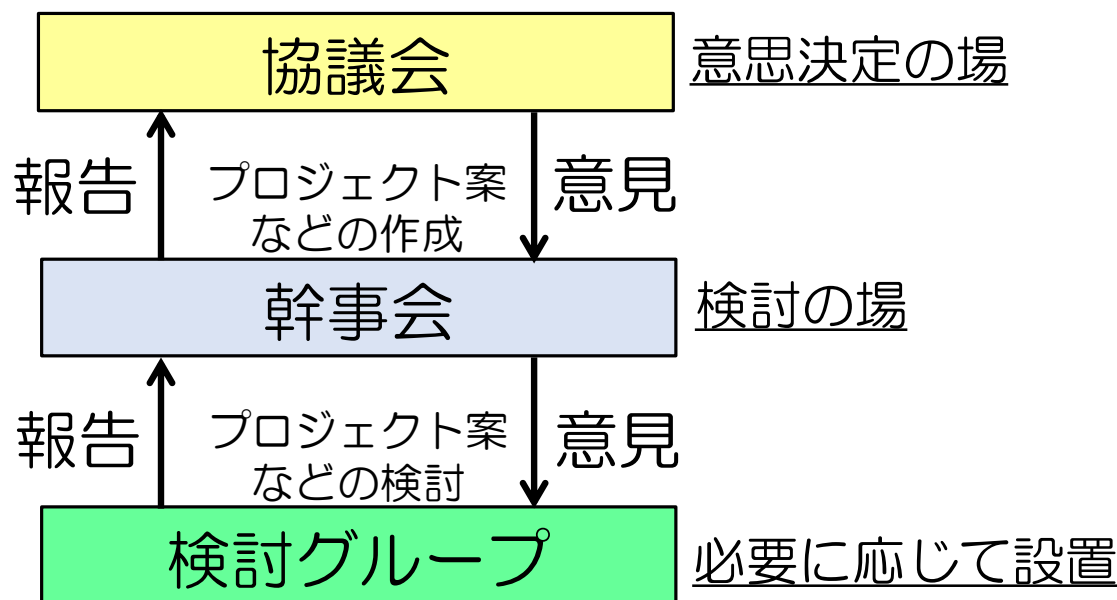 協議会
意思決定の場
報告
プロジェクト案
などの作成
意見
幹事会
検討の場
報告
プロジェクト案
などの検討
意見
検討グループ
必要に応じて設置